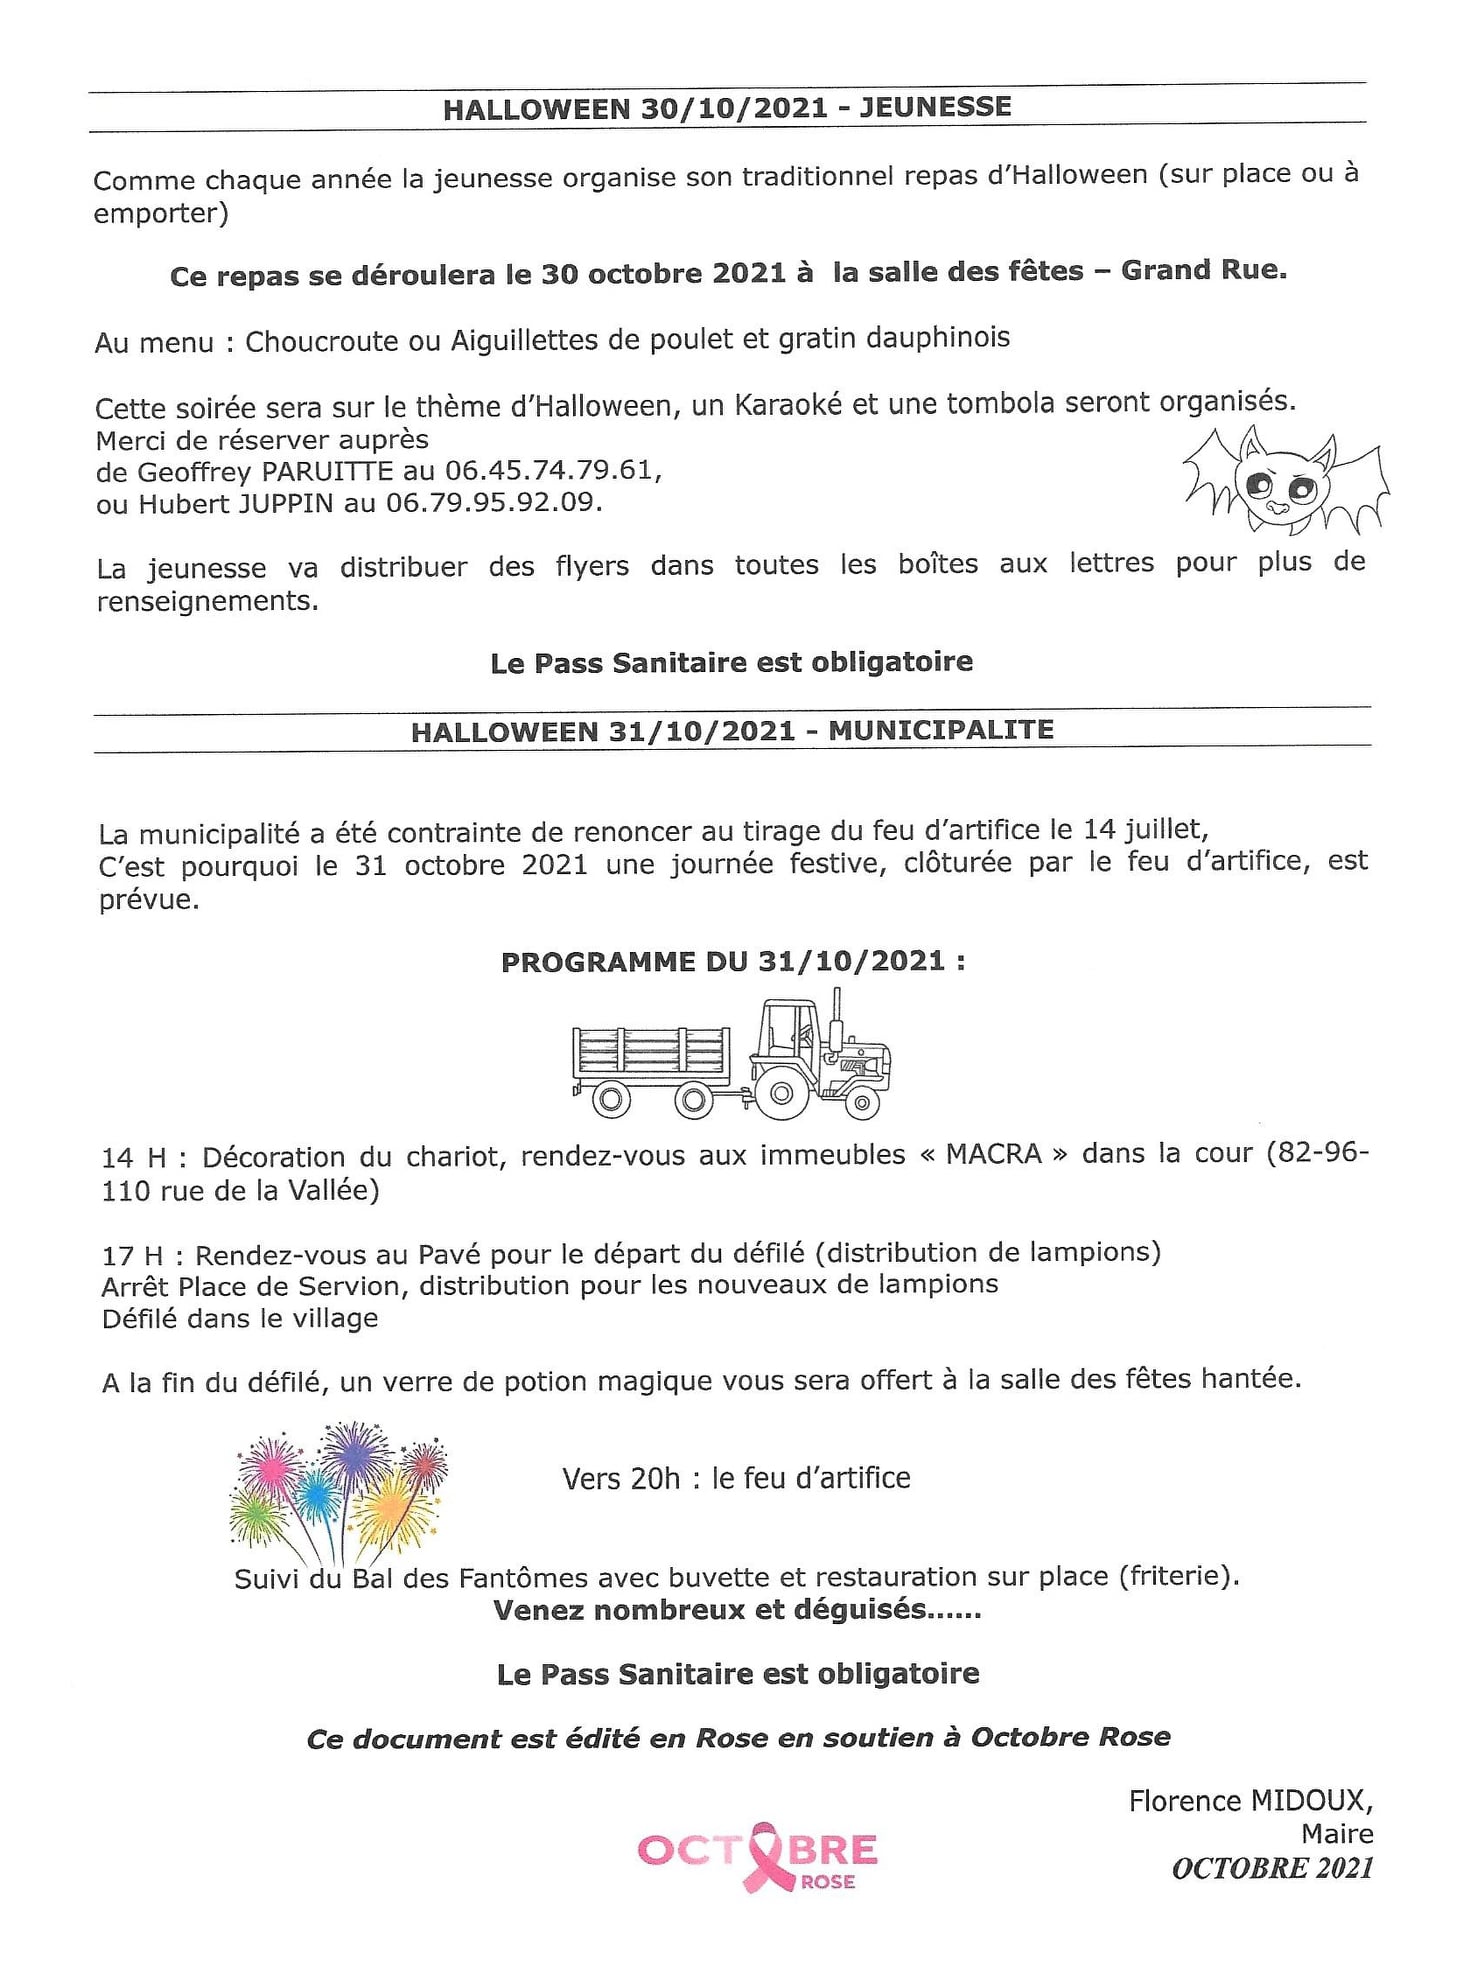 HALLOWEEN 30/10/2021 - JEUNESSE
Comme chaque année la jeunesse organise son traditionnel repas d'Halloween (sur place ou à
emporter)
Ce repas se déroulera le 30 octobre 2021 à la salle des fêtes – Grand Rue.
Au menu : Choucroute ou Aiguillettes de poulet et gratin dauphinois
Cette soirée sera sur le thème d'Halloween, un Karaoké et une tombola seront organisés.
Merci de réserver auprès
de Geoffrey PARUITTE au 06.45.74.79.61,
ou Hubert JUPPIN au 06.79.95.92.09.
La jeunesse va distribuer des flyers dans toutes les boîtes aux lettres pour plus de
renseignements.
Le Pass Sanitaire est obligatoire
HALLOWEEN 31/10/2021 - MUNICIPALITE
La municipalité a été contrainte de renoncer au tirage du feu d'artifice le 14 juillet,
C'est pourquoi le 31 octobre 2021 une journée festive, clôturée par le feu d'artifice, est
prévue.
PROGRAMME DU 31/10/2021 :
14 H : Décoration du chariot, rendez-vous aux immeubles « MACRA » dans la cour (82-96-
110 rue de la Vallée)
17 H : Rendez-vous au Pavé pour le départ du défilé (distribution de lampions)
Arrêt Place de Servion, distribution pour les nouveaux de lampions
Défilé dans le village
A la fin du défilé, un verre de potion magique vous sera offert à la salle des fêtes hantée.
Vers 20h : le feu d'artifice
Suivi du Bal des Fantômes avec buvette et restauration sur place (friterie).
Venez nombreux et déguisés......
Le Pass Sanitaire est obligatoire
Ce document est édité en Rose en soutien à Octobre Rose
Florence MIDOUX,
Maire
OCTOBRE 2021
OCTOBRE
ROSE